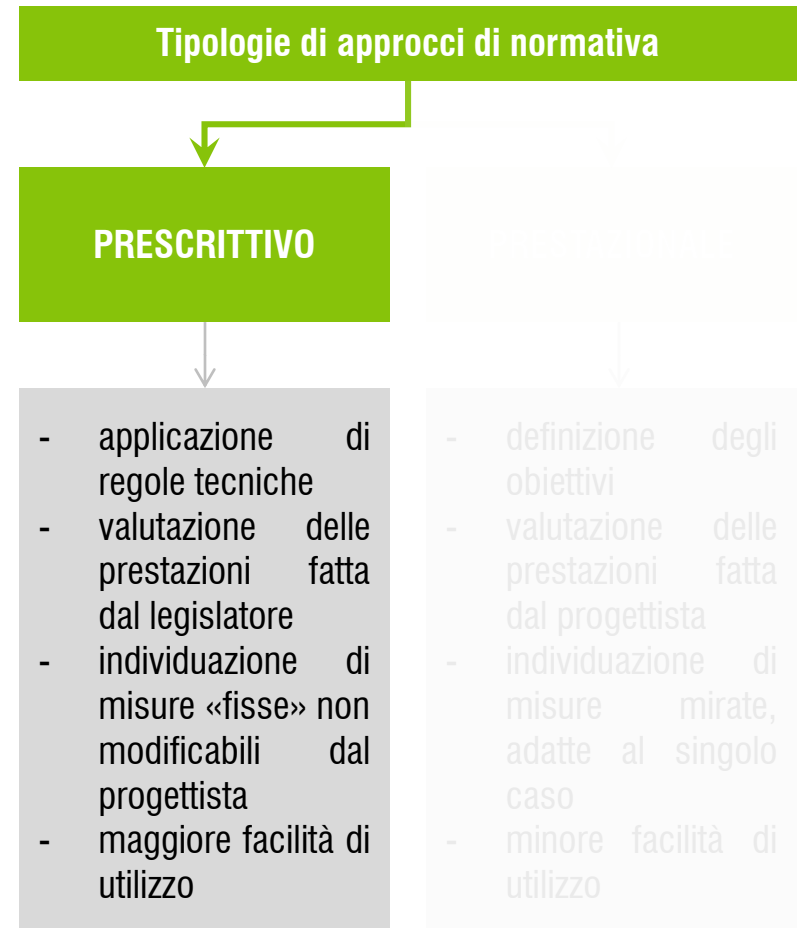 Tipologie di approcci di normativa
PRESCRITTIVO
- applicazione di
regole tecniche
- valutazione delle
prestazioni fatta
dal legislatore
- individuazione di
misure «fisse» non
modificabili dal
progettista
- maggiore facilità di
utilizzo
- definizione degli
obiettivi
- valutazione delle
prestazioni fatta
dal progettista
- individuazione di
misure mirate,
adatte al singolo
caso
- minore facilità di
utilizzo